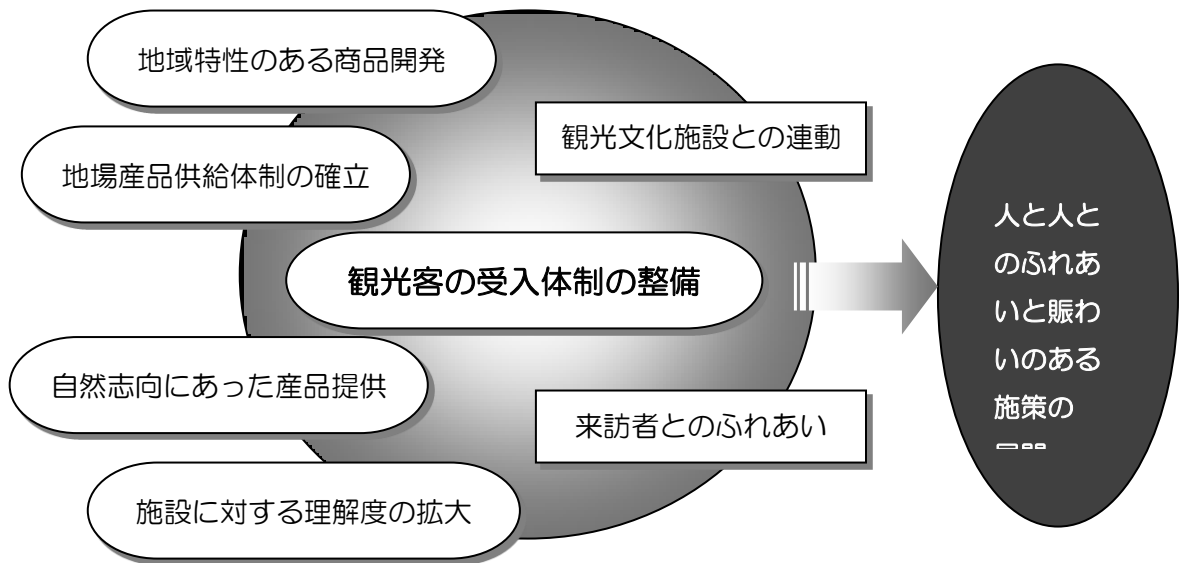 地域特性のある商品開発
観光文化施設との連動
地場産品供給体制の確立
観光客の受入体制の整備
自然志向にあった産品提供
来訪者とのふれあい
施設に対する理解度の拡大
人と人と
のふれあ
いと賑わ
いのある
施策の